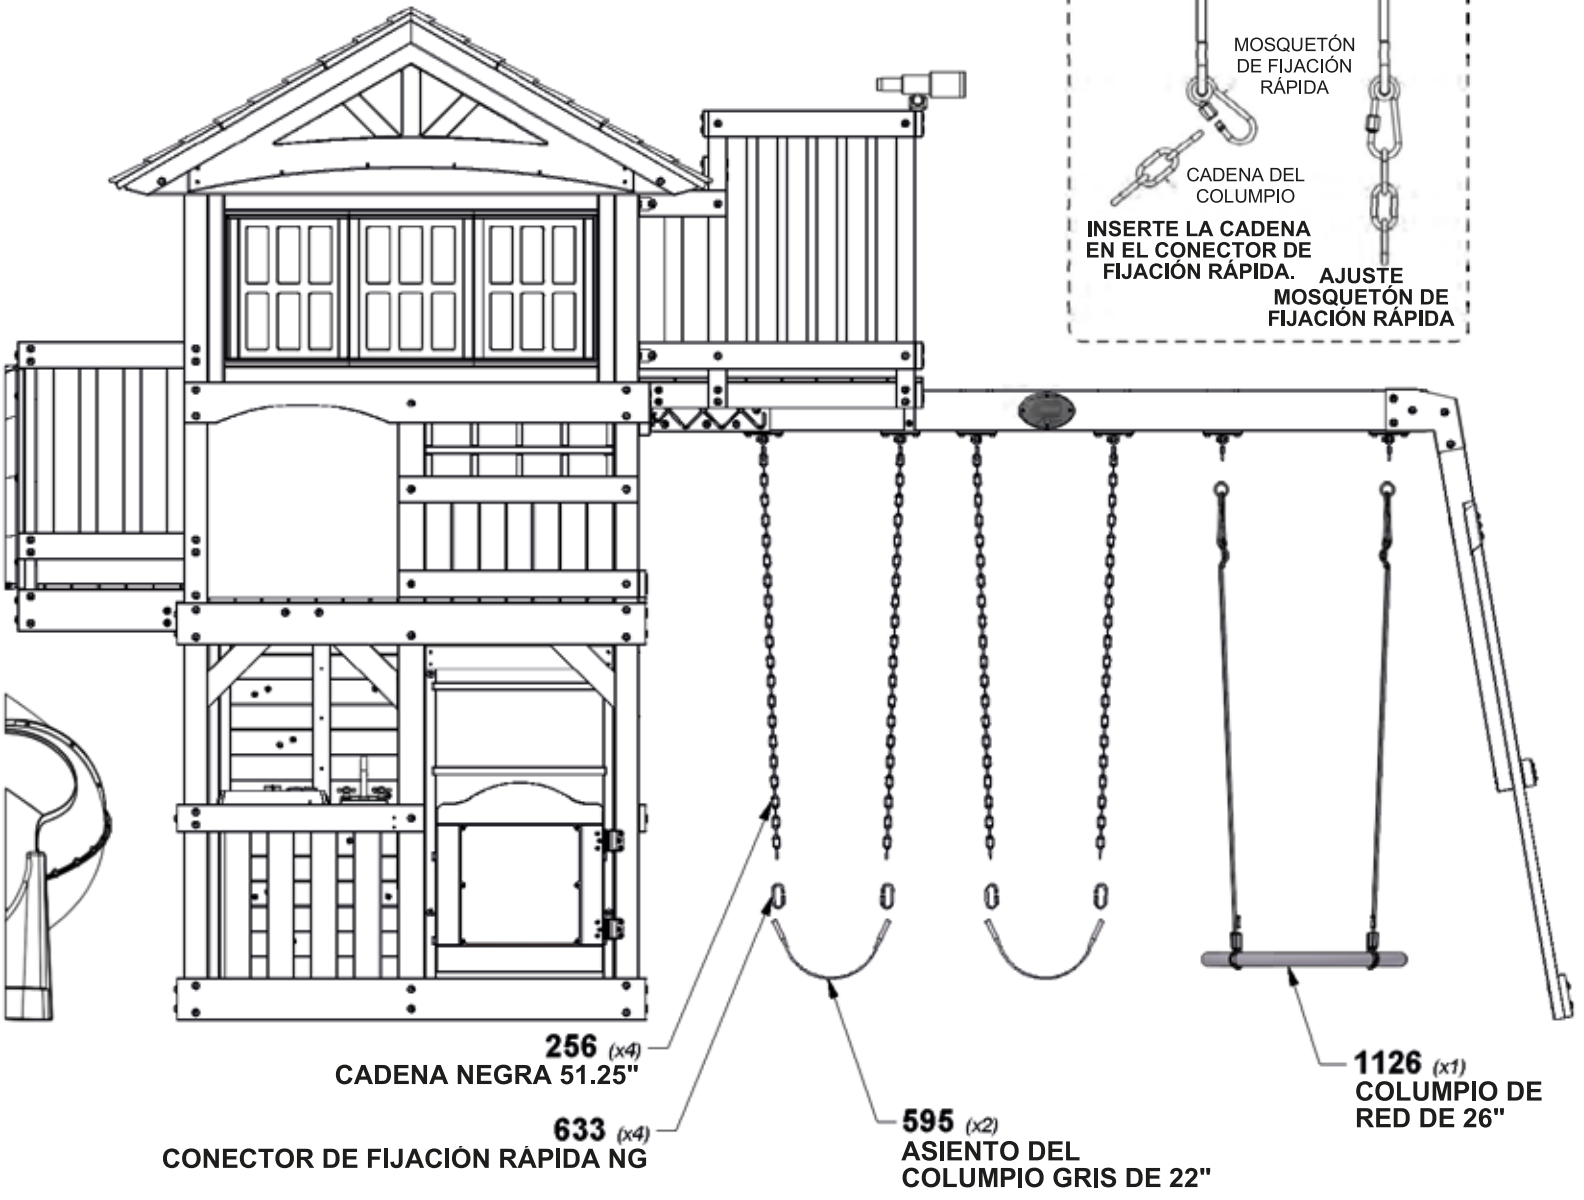 MOSQUETÓN
DE FIJACIÓN
RÁPIDA
CADENA DEL
COLUMPIO
INSERTE LA CADENA
EN EL CONECTOR DE
FIJACIÓN RÁPIDA.
AJUSTE
MOSQUETÓN DE
FIJACIÓN RÁPIDA
256 (x4)
CADENA NEGRA 51.25"
633 (x4)
CONECTOR DE FIJACIÓN RÁPIDA NG
595 (x2)
ASIENTO DEL
COLUMPIO GRIS DE 22"
1126 (x1)
COLUMPIO DE
RED DE 26"